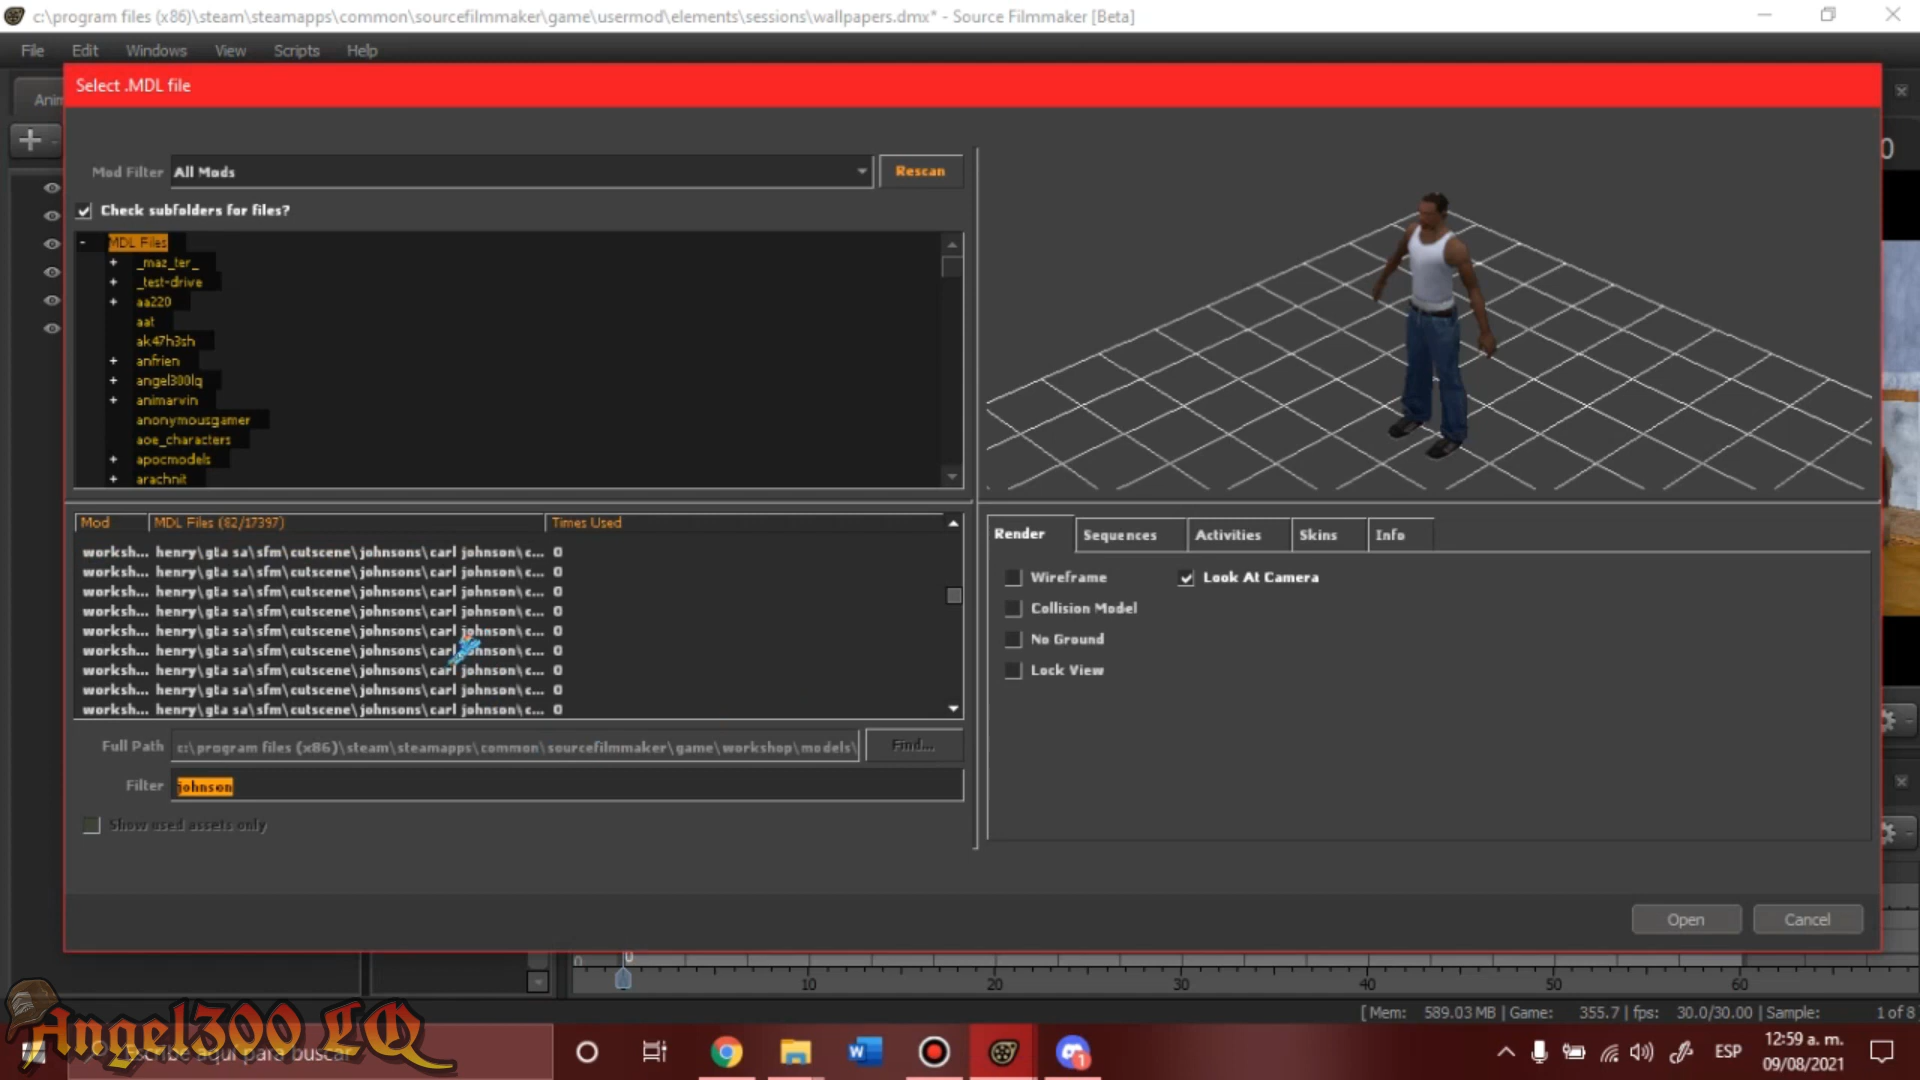 c:\program files (x86)\steam\steamapps\common\sourcefilmmaker\game\usermod\elements\sessions\wallpapers.dmx* - Source Filmmaker [Beta]
File Edit Windows View Scripts Help
Select .MDL file
Mod Filter All Mods Rescan
Check subfolders for files?
- MDL Files
+ _maz_ter_
+ _test-drive
+ aa220
aat
ak47h3sh
+ anfrien
+ angel300lq
+ animarvin
anonymousgamer
aoe_characters
+ apocmodels
+ arachnit
Mod MDL Files (82/17397) Times Used
worksh... henry\gta sa\sfm\cutscene\johnsons\carl johnson\c... 0
worksh... henry\gta sa\sfm\cutscene\johnsons\carl johnson\c... 0
worksh... henry\gta sa\sfm\cutscene\johnsons\carl johnson\c... 0
worksh... henry\gta sa\sfm\cutscene\johnsons\carl johnson\c... 0
worksh... henry\gta sa\sfm\cutscene\johnsons\carl johnson\c... 0
worksh... henry\gta sa\sfm\cutscene\johnsons\carl johnson\c... 0
worksh... henry\gta sa\sfm\cutscene\johnsons\carl johnson\c... 0
worksh... henry\gta sa\sfm\cutscene\johnsons\carl johnson\c... 0
worksh... henry\gta sa\sfm\cutscene\johnsons\carl johnson\c... 0
Full Path c:\program files (x86)\steam\steamapps\common\sourcefilmmaker\game\workshop\models\ Find...
Filter johnson
Show used assets only
Render Sequences Activities Skins Info
Wireframe Look At Camera
Collision Model
No Ground
Lock View
Open Cancel
0 10 20 30 40 50 60
[ Mem: 589.03 MB | Game: 355.7 | fps: 30.0/30.00 | Sample: 1 of 8
Angel300 LQ
Escribe aquí para buscar
ESP
12:59 a. m.
09/08/2021